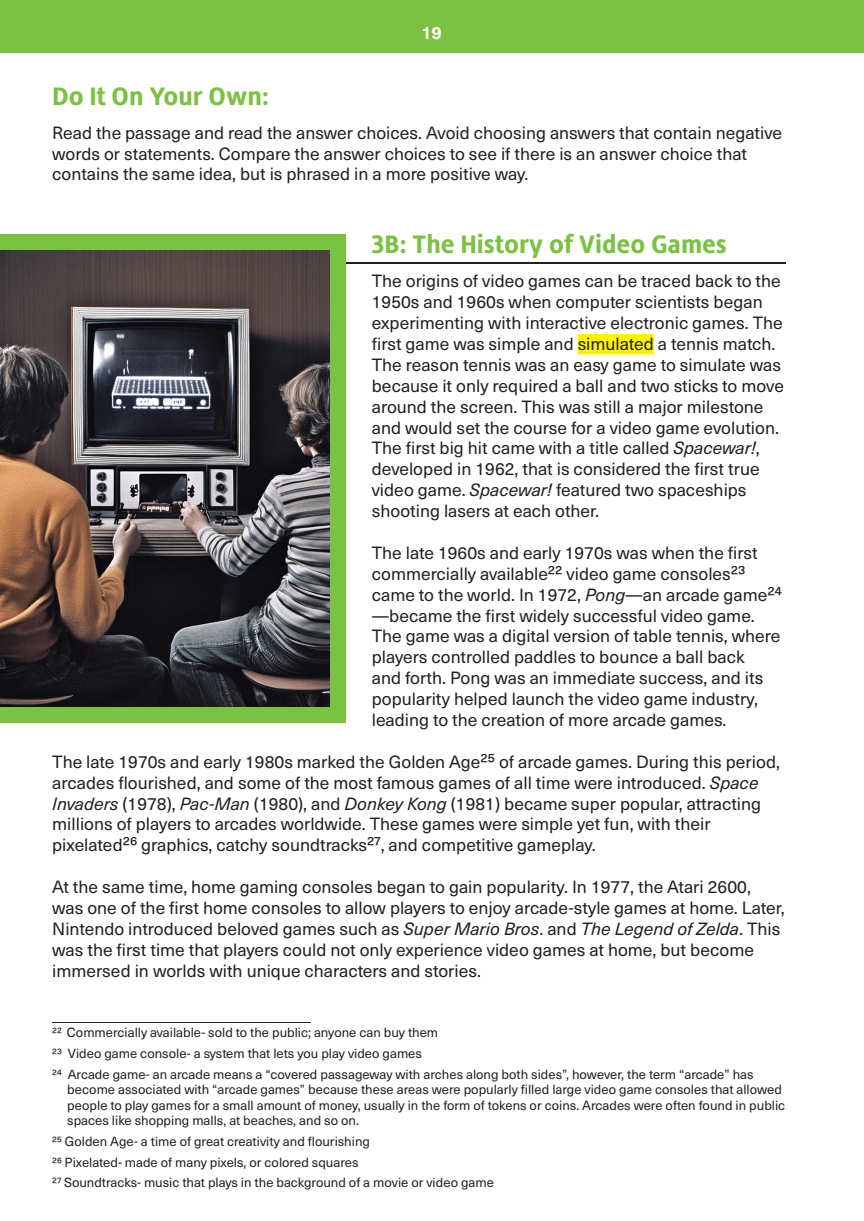 19
Do It On Your Own:
Read the passage and read the answer choices. Avoid choosing answers that contain negative
words or statements. Compare the answer choices to see if there is an answer choice that
contains the same idea, but is phrased in a more positive way.
3B: The History of Video Games
The origins of video games can be traced back to the
1950s and 1960s when computer scientists began
experimenting with interactive electronic games. The
first game was simple and simulated a tennis match.
The reason tennis was an easy game to simulate was
because it only required a ball and two sticks to move
around the screen. This was still a major milestone
and would set the course for a video game evolution.
The first big hit came with a title called Spacewar!,
developed in 1962, that is considered the first true
video game. Spacewar! featured two spaceships
shooting lasers at each other.
The late 1960s and early 1970s was when the first
commercially available²² video game consoles²³
came to the world. In 1972, Pong—an arcade game²⁴
—became the first widely successful video game.
The game was a digital version of table tennis, where
players controlled paddles to bounce a ball back
and forth. Pong was an immediate success, and its
popularity helped launch the video game industry,
leading to the creation of more arcade games.
The late 1970s and early 1980s marked the Golden Age²⁵ of arcade games. During this period,
arcades flourished, and some of the most famous games of all time were introduced. Space
Invaders (1978), Pac-Man (1980), and Donkey Kong (1981) became super popular, attracting
millions of players to arcades worldwide. These games were simple yet fun, with their
pixelated²⁶ graphics, catchy soundtracks²⁷, and competitive gameplay.
At the same time, home gaming consoles began to gain popularity. In 1977, the Atari 2600,
was one of the first home consoles to allow players to enjoy arcade-style games at home. Later,
Nintendo introduced beloved games such as Super Mario Bros. and The Legend of Zelda. This
was the first time that players could not only experience video games at home, but become
immersed in worlds with unique characters and stories.
²² Commercially available- sold to the public; anyone can buy them
²³ Video game console- a system that lets you play video games
²⁴ Arcade game- an arcade means a “covered passageway with arches along both sides”, however, the term “arcade” has
become associated with “arcade games” because these areas were popularly filled large video game consoles that allowed
people to play games for a small amount of money, usually in the form of tokens or coins. Arcades were often found in public
spaces like shopping malls, at beaches, and so on.
²⁵ Golden Age- a time of great creativity and flourishing
²⁶ Pixelated- made of many pixels, or colored squares
²⁷ Soundtracks- music that plays in the background of a movie or video game